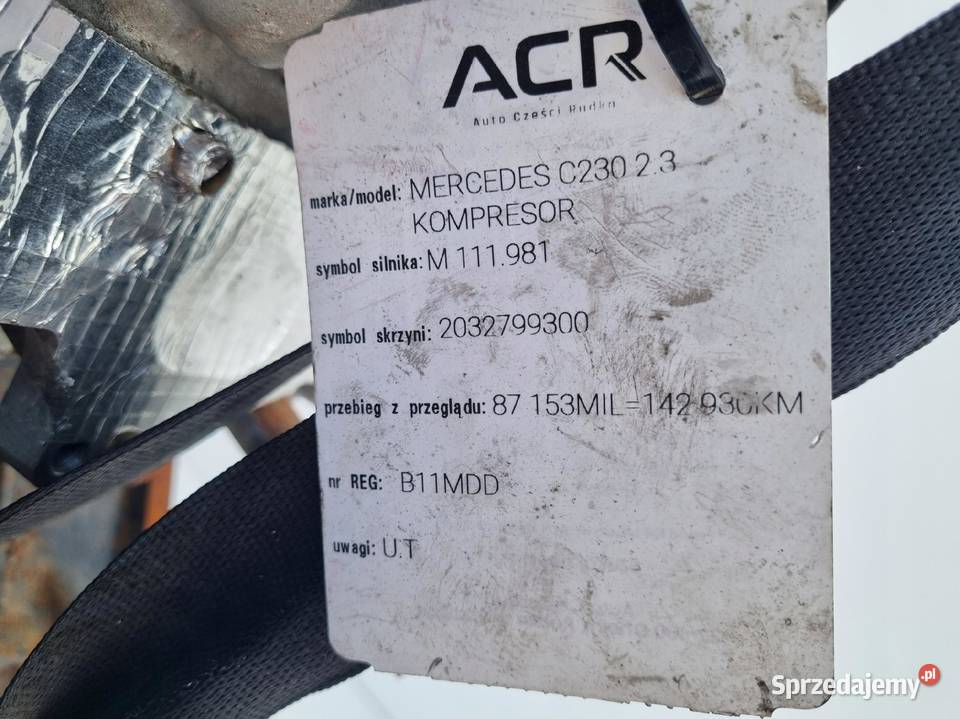 ACR
Auto Części Rudka
marka/model: MERCEDES C230 2.3
KOMPRESOR
symbol silnika: M 111.981
symbol skrzyni: 2032799300
przebieg z przeglądu: 87 153MIL=142 930KM
nr REG: B11MDD
uwagi: U.T
Sprzedajemy.pl